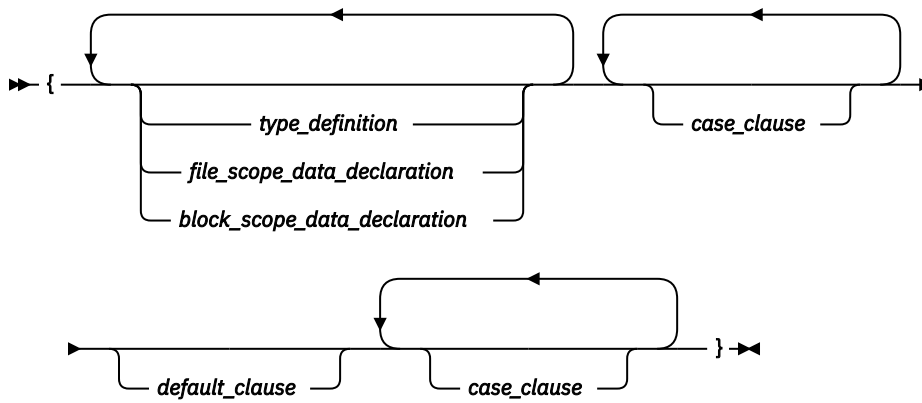 {
type_definition case_clause
file_scope_data_declaration
block_scope_data_declaration
}
default_clause case_clause